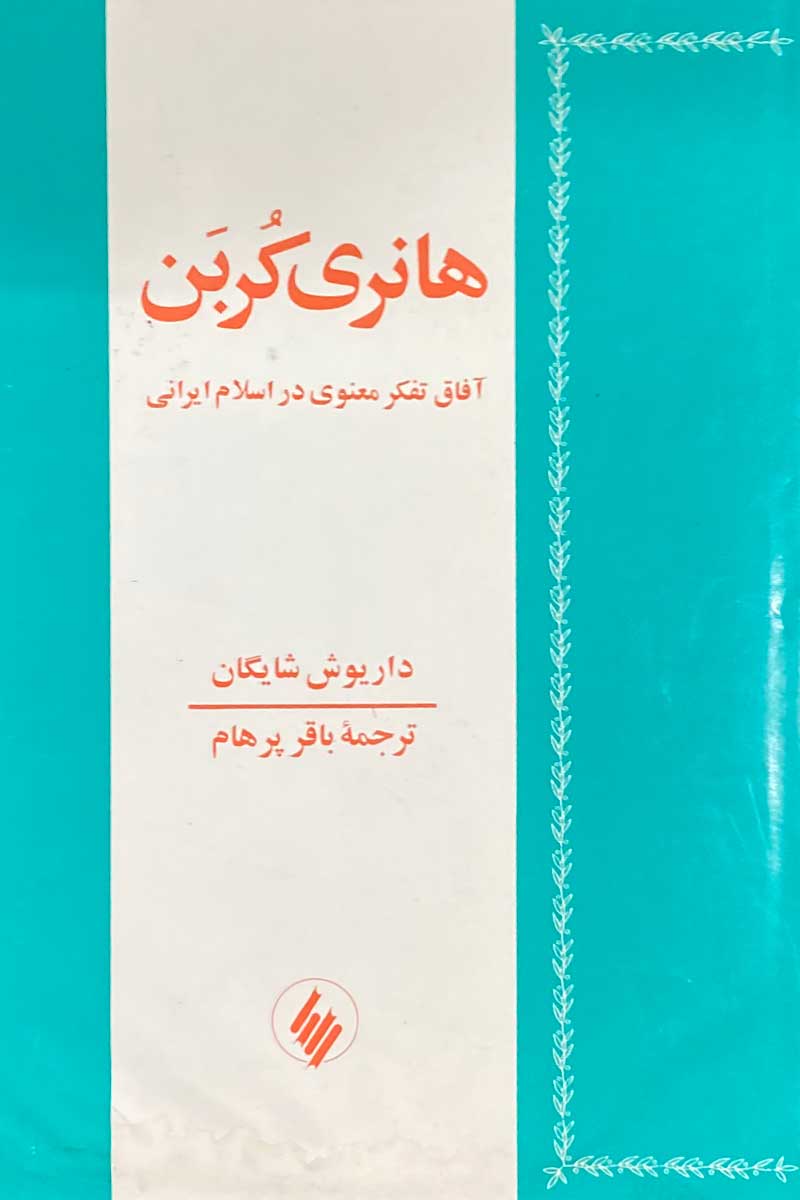 هانری کُربَن
آفاق تفکر معنوی در اسلام ایرانی
داریوش شایگان
ترجمهٔ باقر پرهام